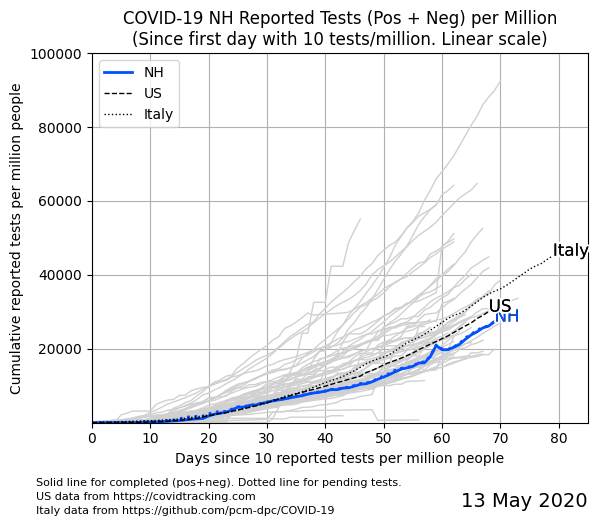 COVID-19 NH Reported Tests (Pos + Neg) per Million
(Since first day with 10 tests/million. Linear scale)
100000
80000
60000
40000
20000
Cumulative reported tests per million people
NH
US
Italy
Italy
US
NH
0 10 20 30 40 50 60 70 80
Days since 10 reported tests per million people
Solid line for completed (pos+neg). Dotted line for pending tests.
US data from https://covidtracking.com
Italy data from https://github.com/pcm-dpc/COVID-19
13 May 2020